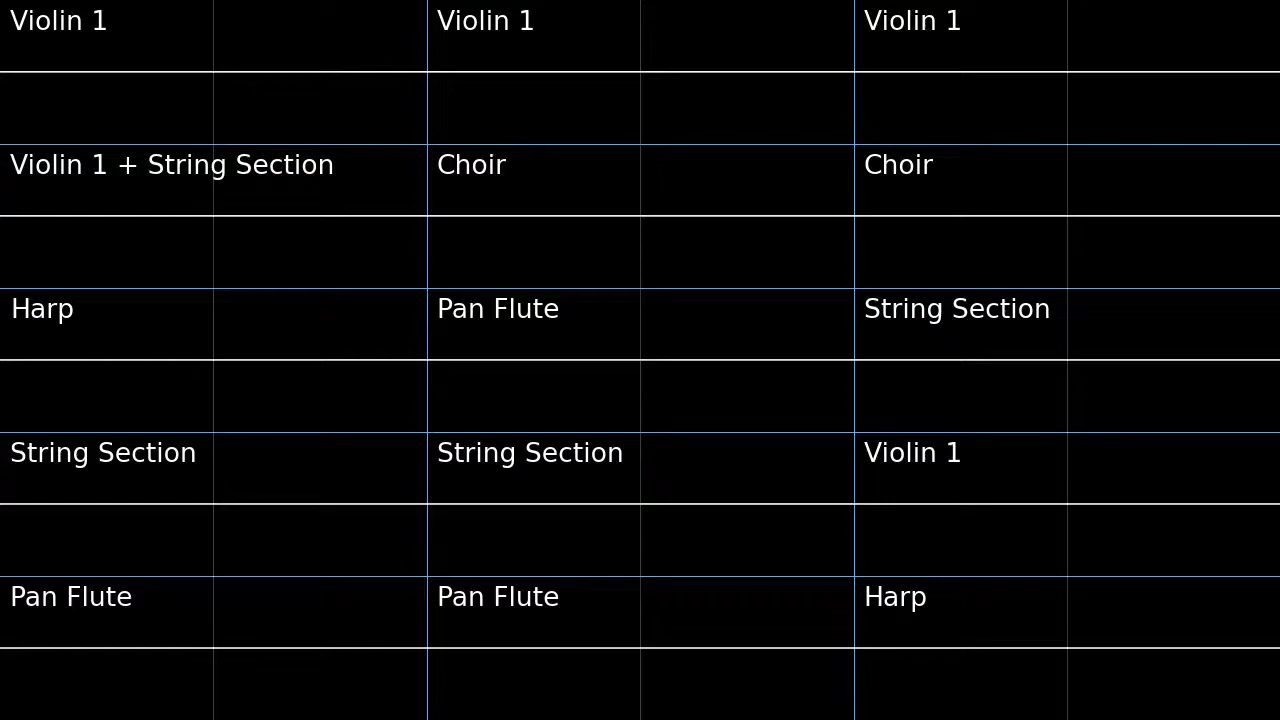 Violin 1
Violin 1
Violin 1
Violin 1 + String Section
Choir
Choir
Harp
Pan Flute
String Section
String Section
String Section
Violin 1
Pan Flute
Pan Flute
Harp